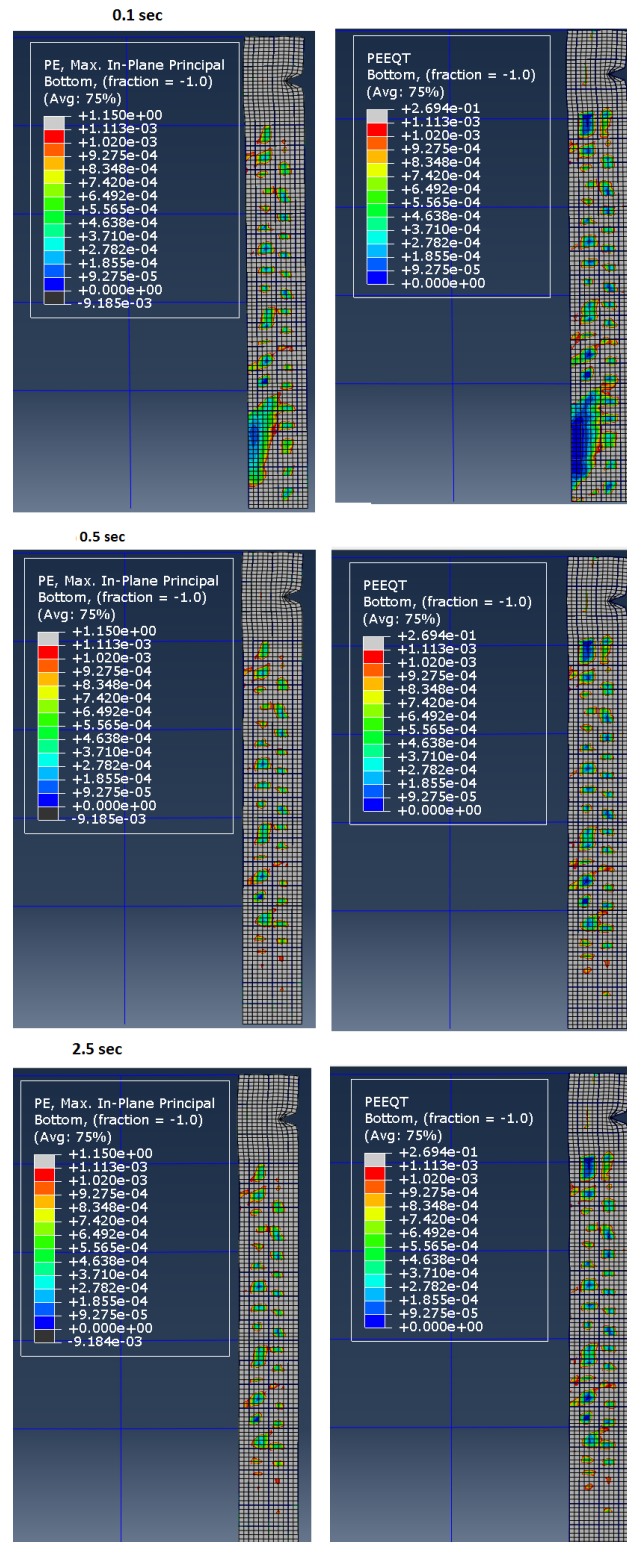 0.1 sec
PE, Max. In-Plane Principal
Bottom, (fraction = -1.0)
(Avg: 75%)
+1.150e+00
+1.113e-03
+1.020e-03
+9.275e-04
+8.348e-04
+7.420e-04
+6.492e-04
+5.565e-04
+4.638e-04
+3.710e-04
+2.782e-04
+1.855e-04
+9.275e-05
+0.000e+00
-9.185e-03
PEEQT
Bottom, (fraction = -1.0)
(Avg: 75%)
+2.694e-01
+1.113e-03
+1.020e-03
+9.275e-04
+8.348e-04
+7.420e-04
+6.492e-04
+5.565e-04
+4.638e-04
+3.710e-04
+2.782e-04
+1.855e-04
+9.275e-05
+0.000e+00
0.5 sec
PE, Max. In-Plane Principal
Bottom, (fraction = -1.0)
(Avg: 75%)
+1.150e+00
+1.113e-03
+1.020e-03
+9.275e-04
+8.348e-04
+7.420e-04
+6.492e-04
+5.565e-04
+4.638e-04
+3.710e-04
+2.782e-04
+1.855e-04
+9.275e-05
+0.000e+00
-9.185e-03
PEEQT
Bottom, (fraction = -1.0)
(Avg: 75%)
+2.694e-01
+1.113e-03
+1.020e-03
+9.275e-04
+8.348e-04
+7.420e-04
+6.492e-04
+5.565e-04
+4.638e-04
+3.710e-04
+2.782e-04
+1.854e-04
+9.275e-05
+0.000e+00
2.5 sec
PE, Max. In-Plane Principal
Bottom, (fraction = -1.0)
(Avg: 75%)
+1.150e+00
+1.113e-03
+1.020e-03
+9.275e-04
+8.348e-04
+7.420e-04
+6.492e-04
+5.565e-04
+4.638e-04
+3.710e-04
+2.782e-04
+1.855e-04
+9.275e-05
+0.000e+00
-9.184e-03
PEEQT
Bottom, (fraction = -1.0)
(Avg: 75%)
+2.694e-01
+1.113e-03
+1.020e-03
+9.275e-04
+8.348e-04
+7.420e-04
+6.492e-04
+5.565e-04
+4.638e-04
+3.710e-04
+2.782e-04
+1.855e-04
+9.275e-05
+0.000e+00